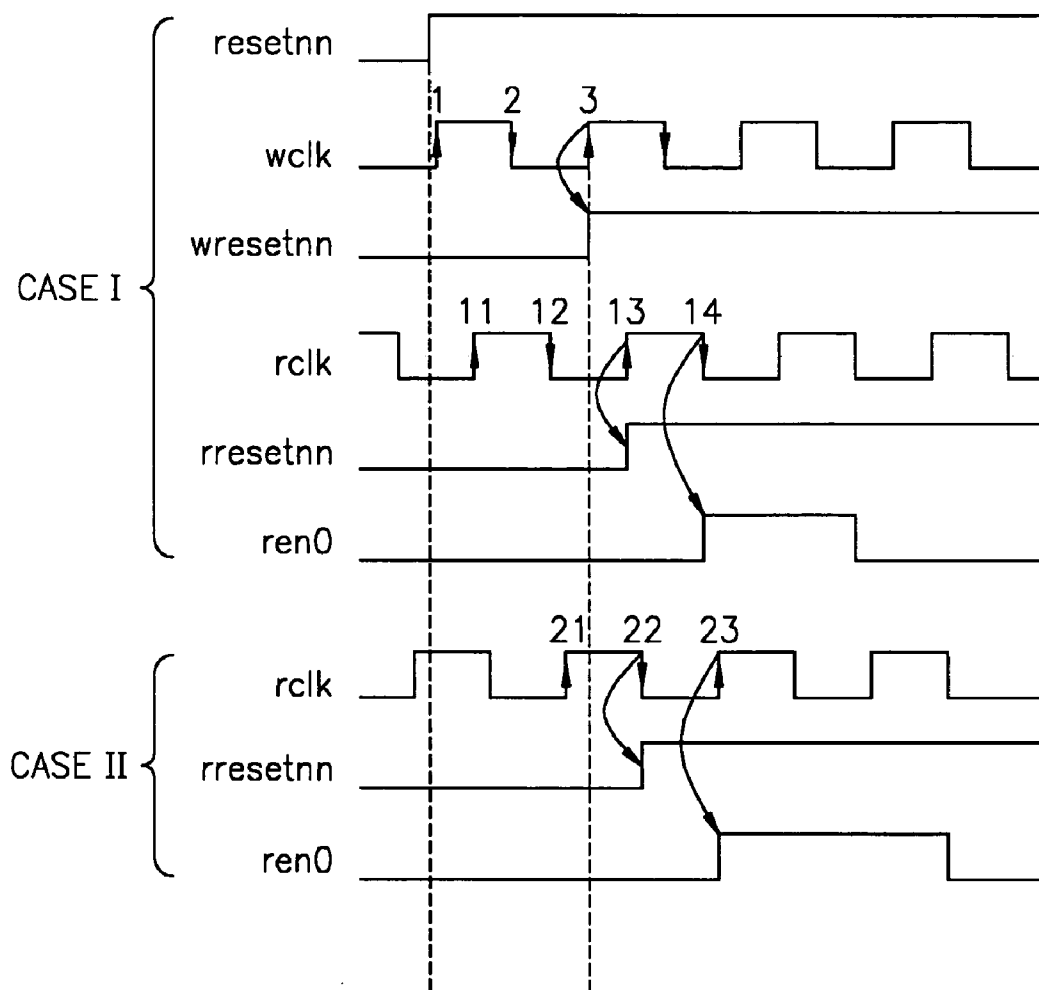 resetnn
1 2 3
wclk
wresetnn
CASE I
11 12 13 14
rclk
rresetnn
ren0
21 22 23
rclk
CASE II
rresetnn
ren0